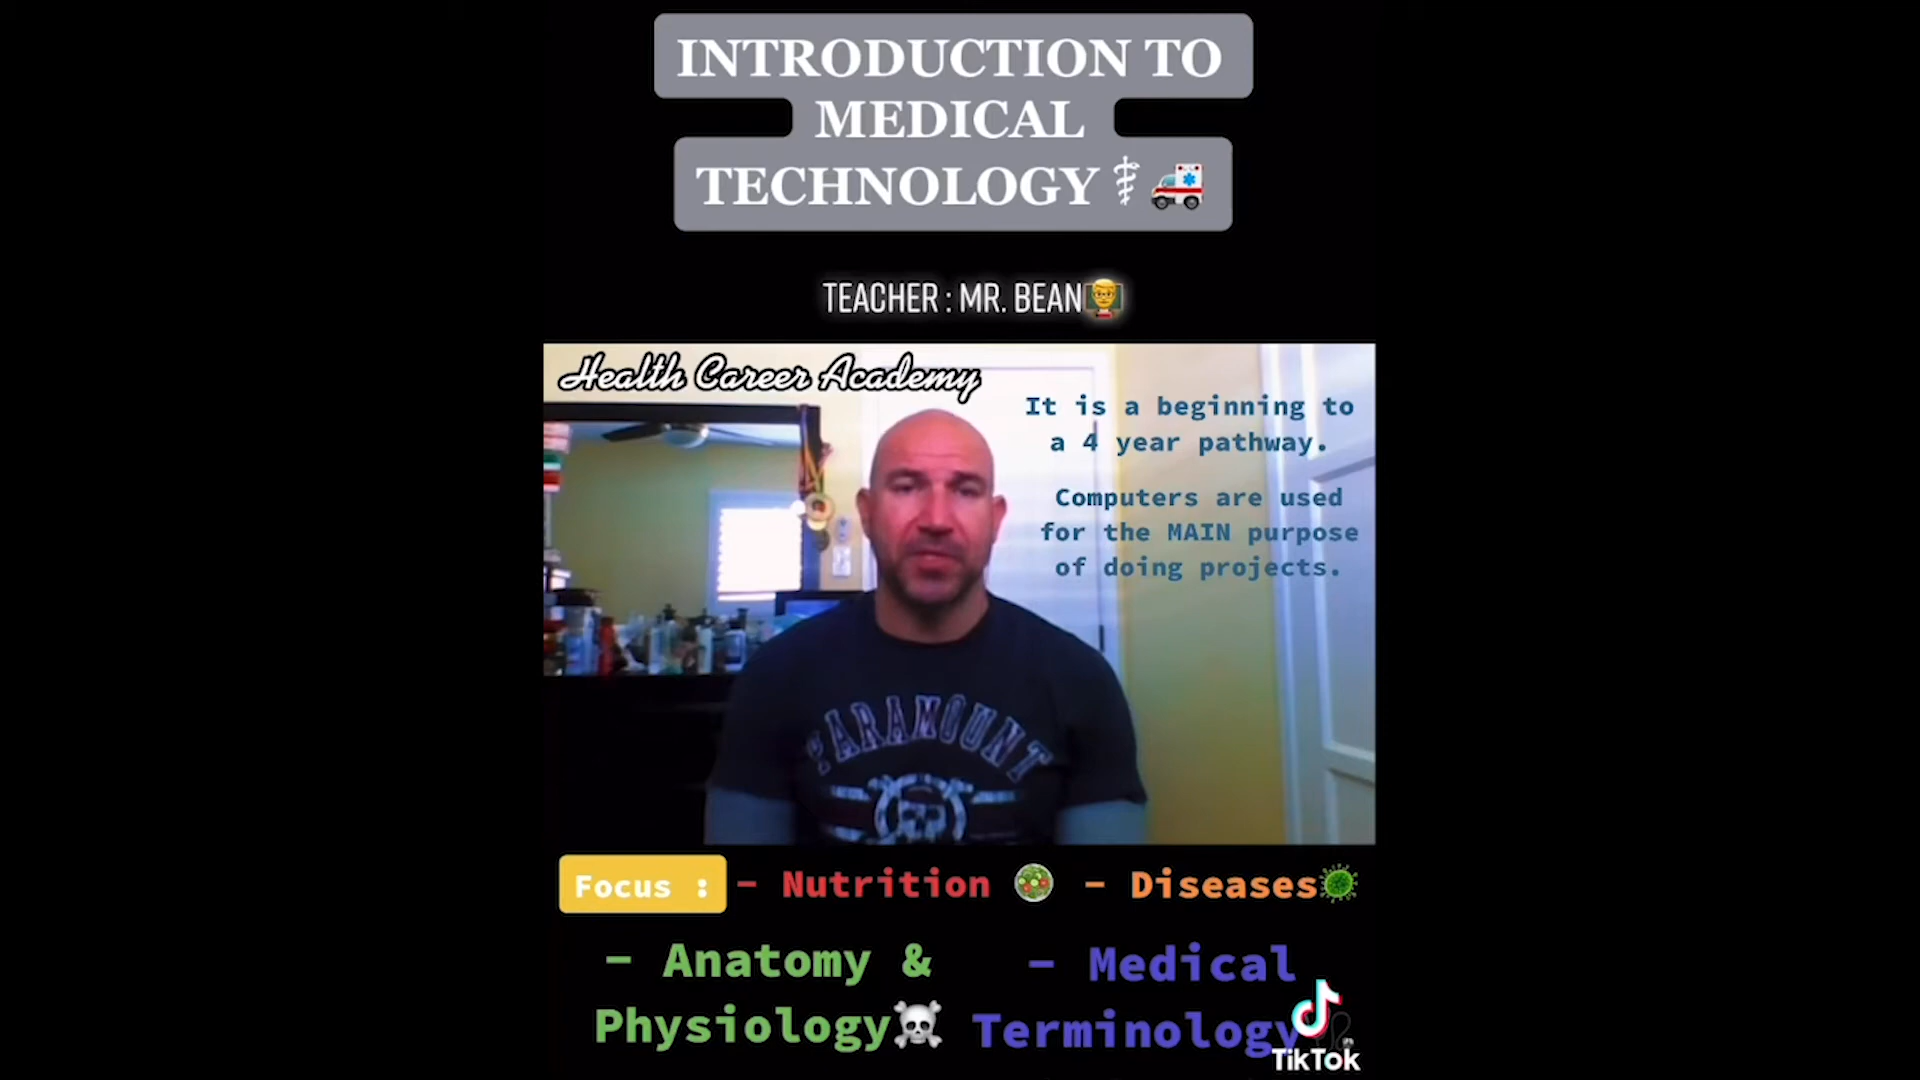 INTRODUCTION TO
MEDICAL
TECHNOLOGY
TEACHER : MR. BEAN
Health Career Academy
It is a beginning to
a 4 year pathway.
Computers are used
for the MAIN purpose
of doing projects.
PARAMOUNT
Focus :
- Nutrition
- Diseases
- Anatomy &
Physiology
- Medical
Terminology
TikTok